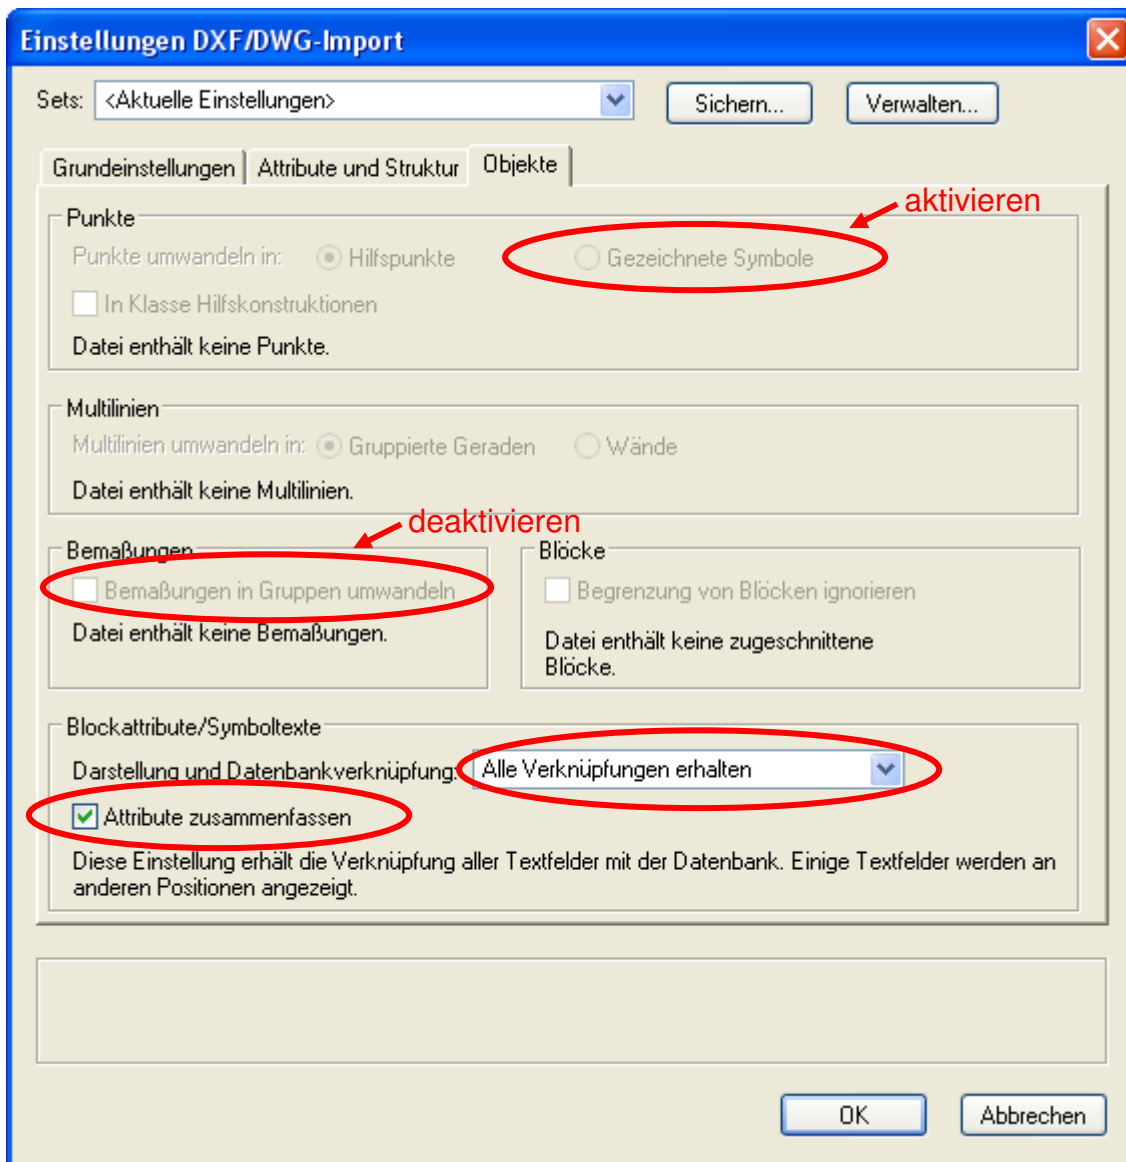 Einstellungen DXF/DWG-Import
Sets: <Aktuelle Einstellungen> Sichern... Verwalten...
Grundeinstellungen Attribute und Struktur Objekte
aktivieren
Punkte
Punkte umwandeln in: Hilfspunkte Gezeichnete Symbole
In Klasse Hilfskonstruktionen
Datei enthält keine Punkte.
Multilinien
Multilinien umwandeln in: Gruppierte Geraden Wände
Datei enthält keine Multilinien.
deaktivieren
Bemaßungen
Bemaßungen in Gruppen umwandeln
Datei enthält keine Bemaßungen.
Blöcke
Begrenzung von Blöcken ignorieren
Datei enthält keine zugeschnittene
Blöcke.
Blockattribute/Symboltexte
Darstellung und Datenbankverknüpfung: Alle Verknüpfungen erhalten
Attribute zusammenfassen
Diese Einstellung erhält die Verknüpfung aller Textfelder mit der Datenbank. Einige Textfelder werden an
anderen Positionen angezeigt.
OK Abbrechen